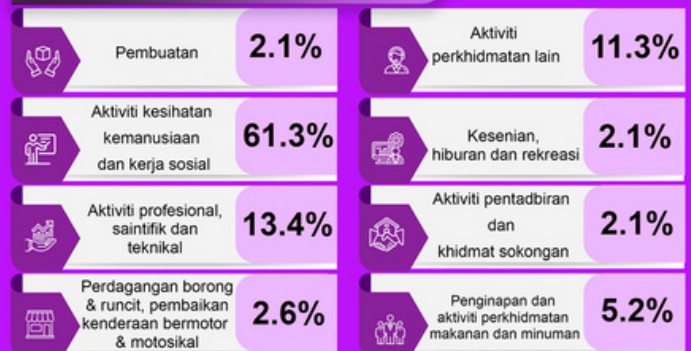 Pembuatan
2.1%
Aktiviti kesihatan
kemanusiaan
dan kerja sosial
61.3%
Aktiviti profesional,
saintifik dan
teknikal
13.4%
Perdagangan borong
& runcit, pembaikan
kenderaan bermotor
& motosikal
2.6%
Aktiviti
perkhidmatan lain
11.3%
Kesenian,
hiburan dan rekreasi
2.1%
Aktiviti pentadbiran
dan
khidmat sokongan
2.1%
Penginapan dan
aktiviti perkhidmatan
makanan dan minuman
5.2%